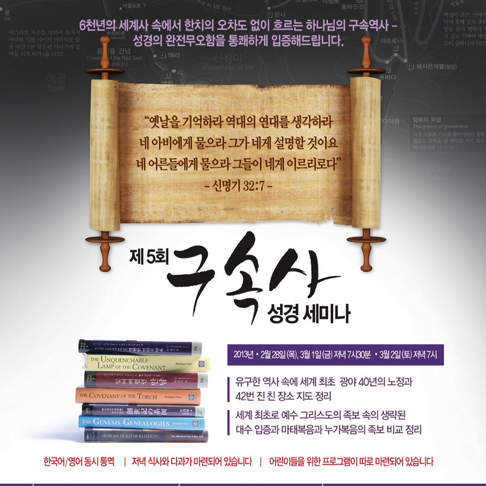 6천년의 세계사 속에서 한치의 오차도 없이 흐르는 하나님의 구속역사 –
성경의 완전무오함을 통쾌하게 입증해드립니다.
“옛날을 기억하라 역대의 연대를 생각하라
네 아비에게 물으라 그가 네게 설명할 것이요
네 어른들에게 물으라 그들이 네게 이르리로다”
- 신명기 32:7 -
제5회
구속사
성경 세미나
2013년 • 2월 28일(목), 3월 1일(금) 저녁 7시30분 • 3월 2일(토) 저녁 7시
유구한 역사 속에 세계 최초 광야 40년의 노정과
42번 진 친 장소 지도 정리
세계 최초로 예수 그리스도의 족보 속의 생략된
대수 입증과 마태복음과 누가복음의 족보 비교 정리
THE UNQUENCHABLE
LAMP OF THE COVENANT
THE COVENANT OF THE TORCH
THE GENESIS GENEALOGIES
한국어/영어 동시 통역 | 저녁 식사와 다과가 마련되어 있습니다 | 어린이들을 위한 프로그램이 따로 마련되어 있습니다